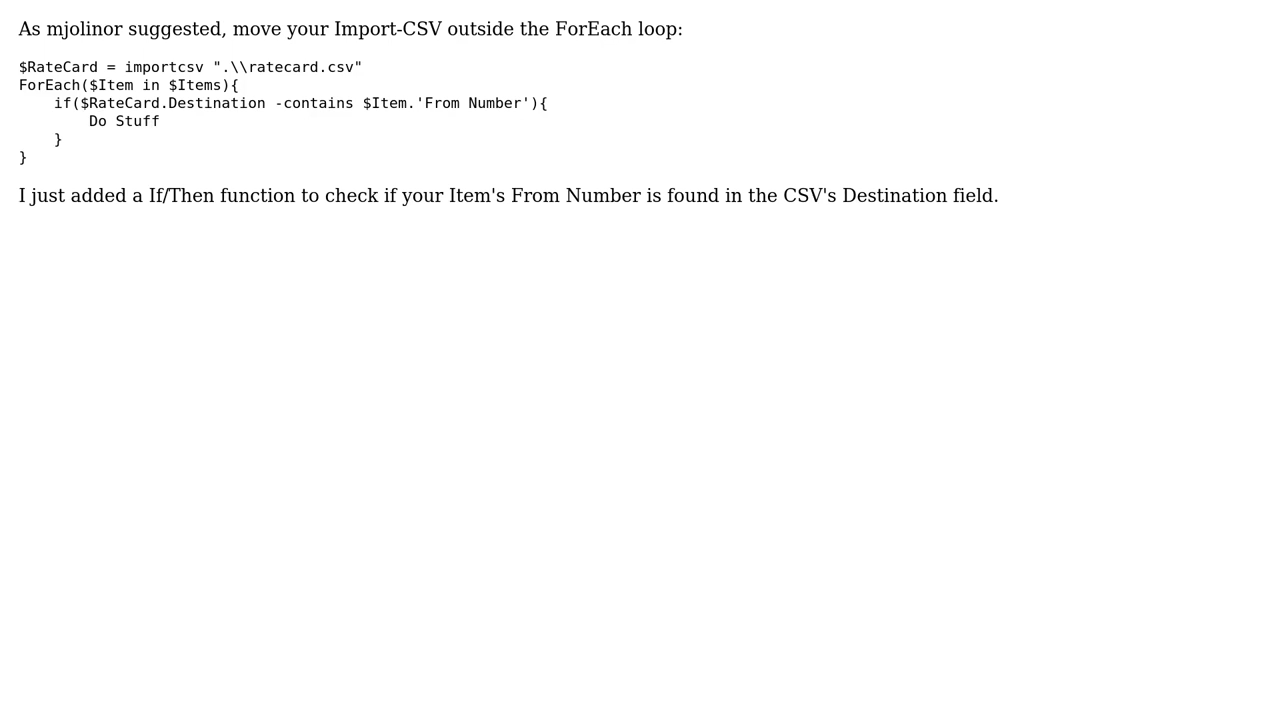 As mjolinor suggested, move your Import-CSV outside the ForEach loop:
$RateCard = importcsv ".\\ratecard.csv"
ForEach($Item in $Items){
    if($RateCard.Destination -contains $Item.'From Number'){
        Do Stuff
    }
}
I just added a If/Then function to check if your Item's From Number is found in the CSV's Destination field.